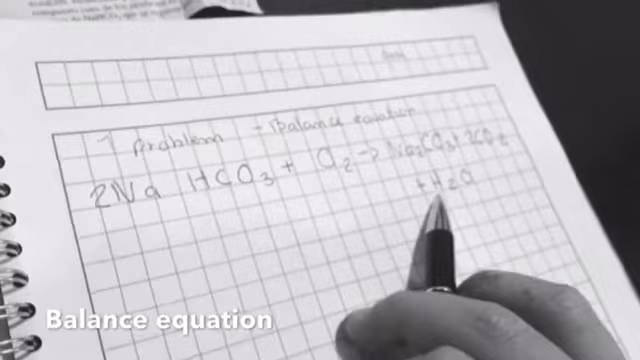 1 problem - Balance equation
2Na HCO3 + O2 -> Na2CO3 + 2CO2
+ H2O
Balance equation